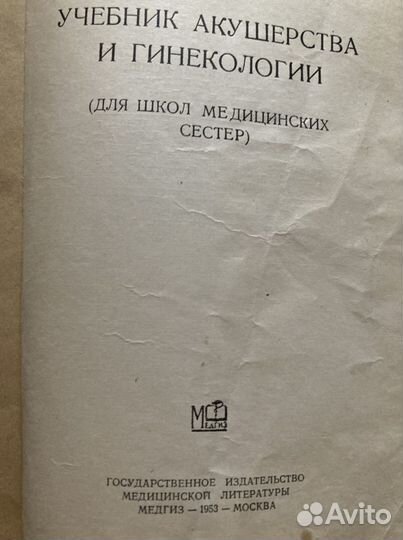 УЧЕБНИК АКУШЕРСТВА
И ГИНЕКОЛОГИИ
(ДЛЯ ШКОЛ МЕДИЦИНСКИХ
СЕСТЕР)
МЕДГИЗ
ГОСУДАРСТВЕННОЕ ИЗДАТЕЛЬСТВО
МЕДИЦИНСКОЙ ЛИТЕРАТУРЫ
МЕДГИЗ — 1953 — МОСКВА
Avito